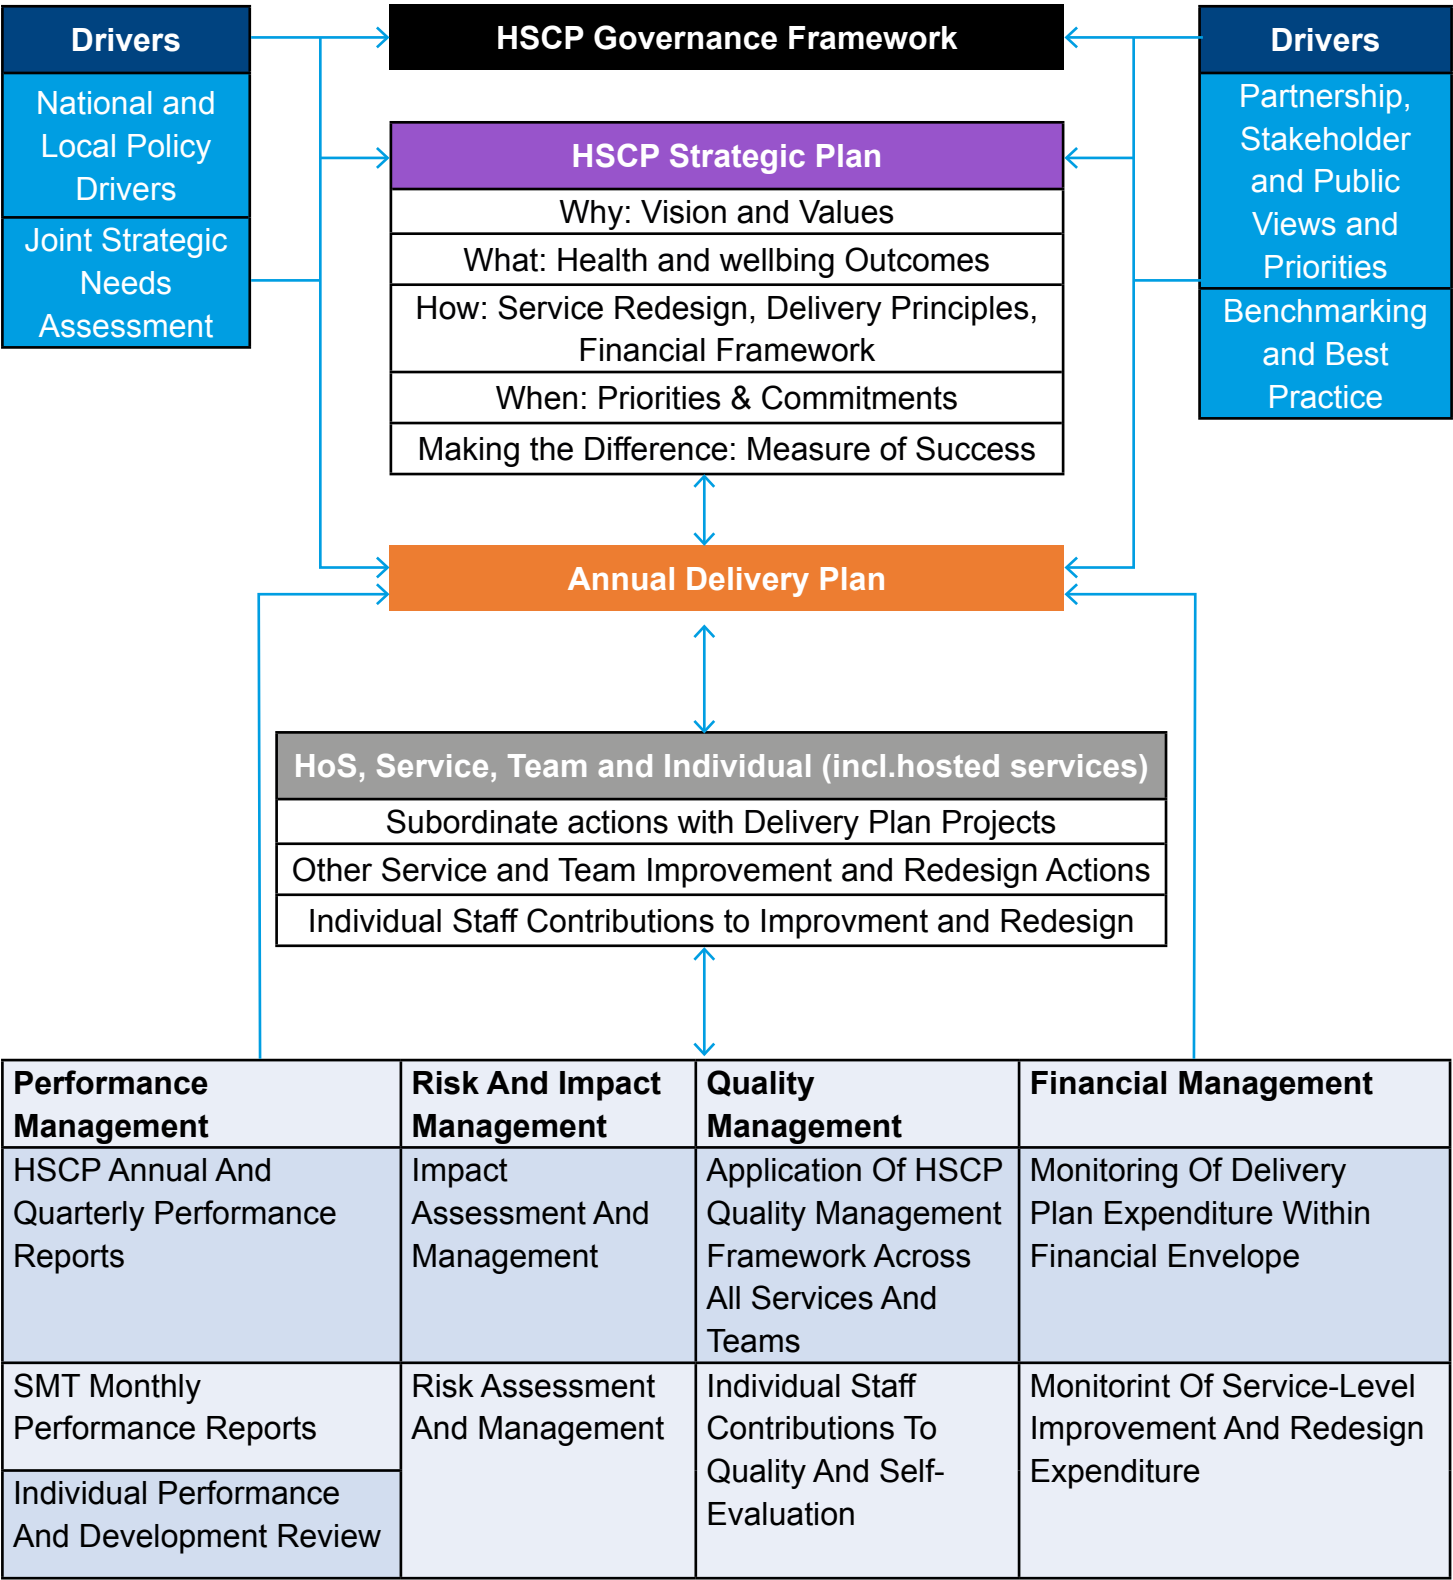 Drivers
National and
Local Policy
Drivers
Joint Strategic
Needs
Assessment
HSCP Governance Framework
HSCP Strategic Plan
Why: Vision and Values
What: Health and wellbing Outcomes
How: Service Redesign, Delivery Principles,
Financial Framework
When: Priorities & Commitments
Making the Difference: Measure of Success
Drivers
Partnership,
Stakeholder
and Public
Views and
Priorities
Benchmarking
and Best
Practice
Annual Delivery Plan
HoS, Service, Team and Individual (incl.hosted services)
Subordinate actions with Delivery Plan Projects
Other Service and Team Improvement and Redesign Actions
Individual Staff Contributions to Improvment and Redesign
Performance
Management
Risk And Impact
Management
Quality
Management
Financial Management
HSCP Annual And
Quarterly Performance
Reports
Impact
Assessment And
Management
Application Of HSCP
Quality Management
Framework Across
All Services And
Teams
Monitoring Of Delivery
Plan Expenditure Within
Financial Envelope
SMT Monthly
Performance Reports
Risk Assessment
And Management
Individual Staff
Contributions To
Quality And Self-
Evaluation
Monitorint Of Service-Level
Improvement And Redesign
Expenditure
Individual Performance
And Development Review